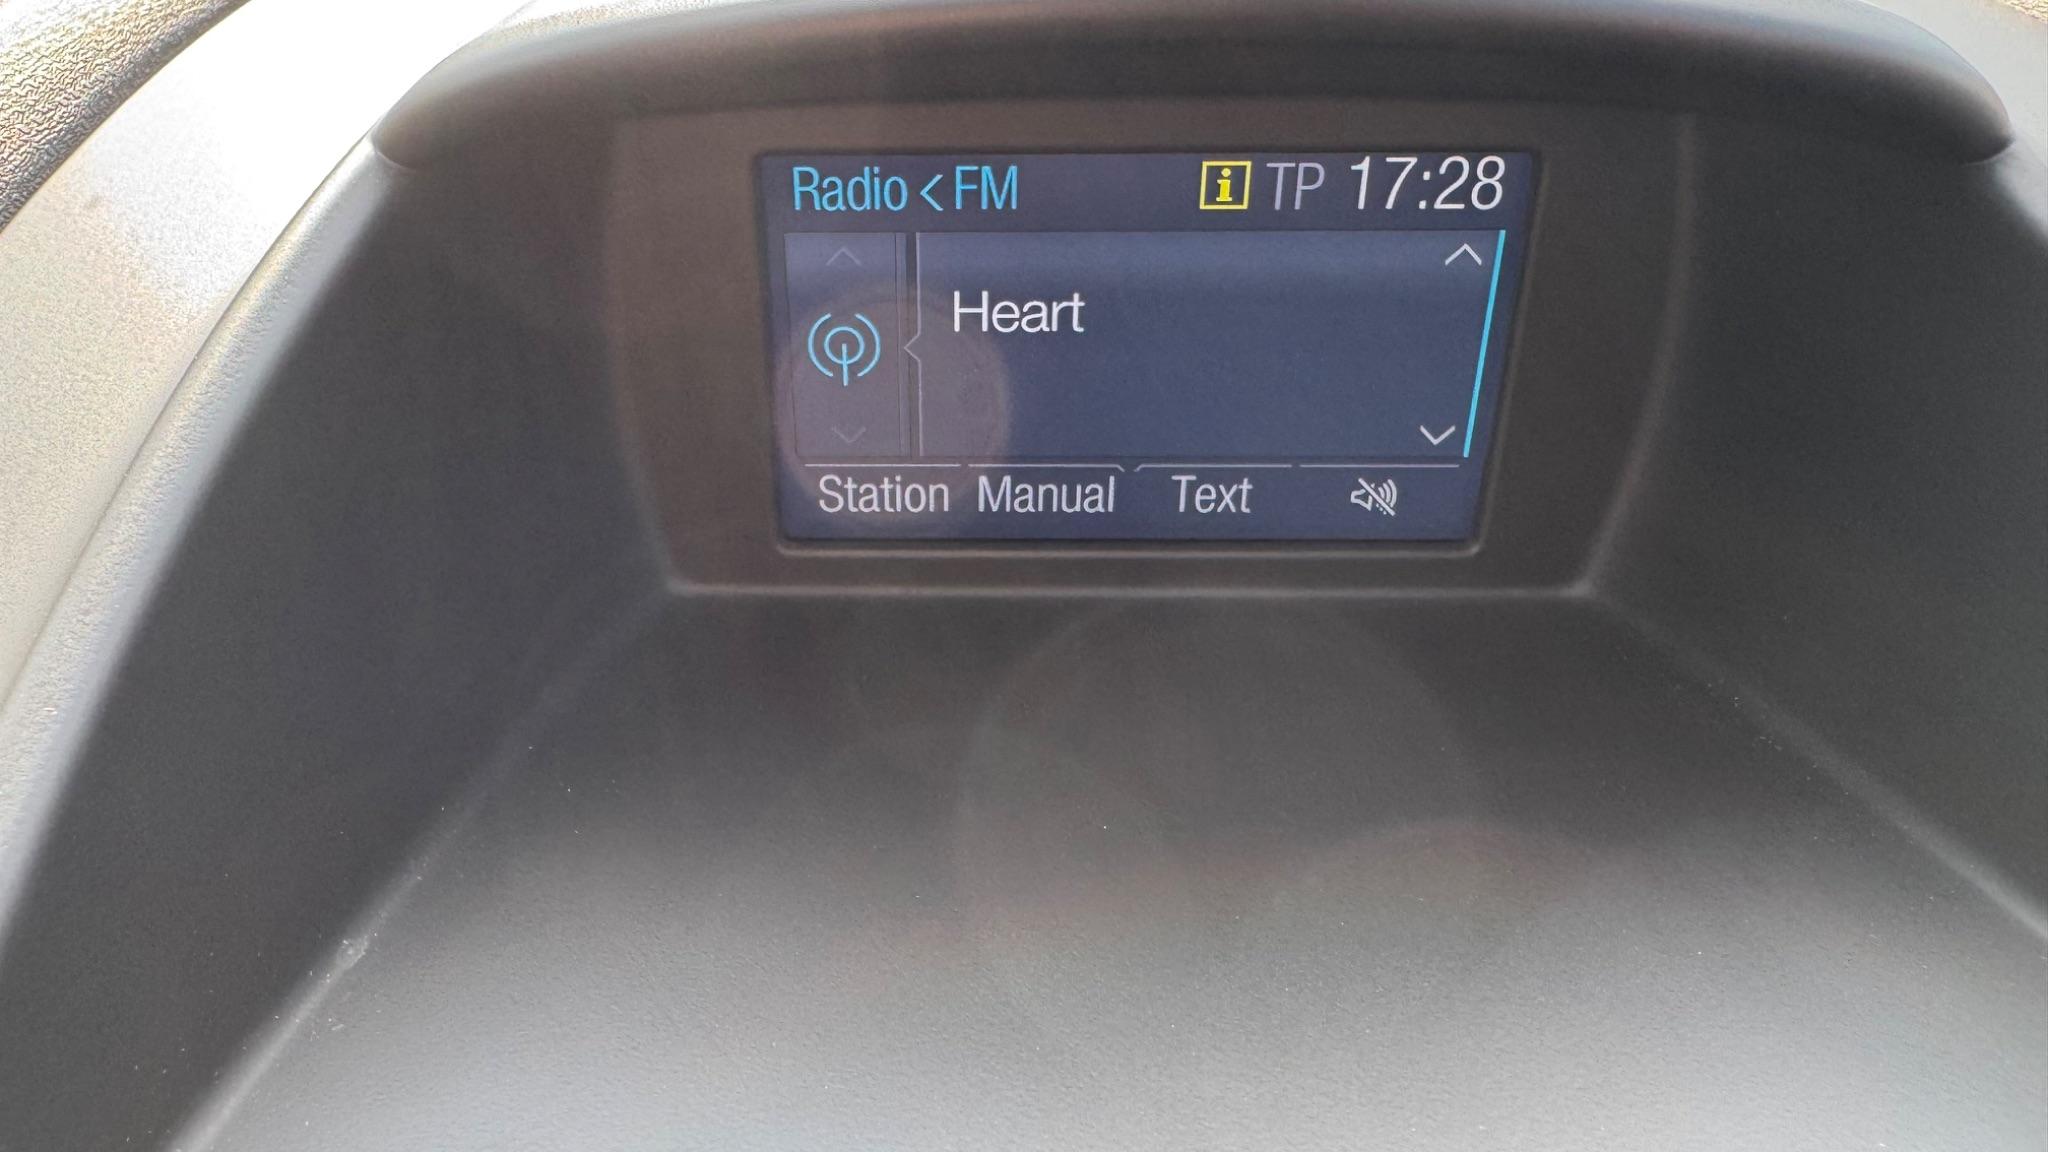 Radio < FM i TP 17:28
Heart
Station Manual Text